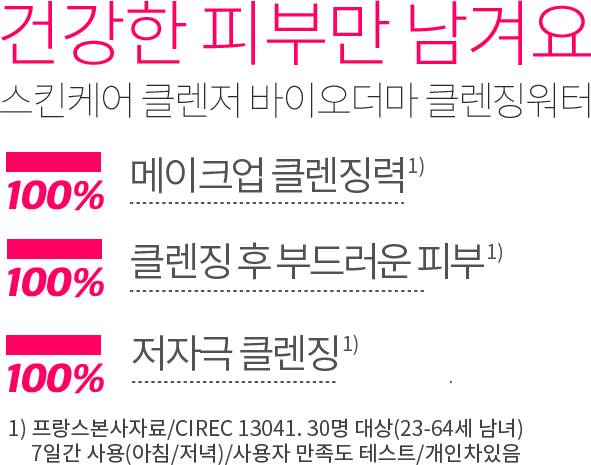 건강한 피부만 남겨요
스킨케어 클렌저 바이오더마 클렌징워터
100% 메이크업 클렌징력1)
100% 클렌징 후 부드러운 피부1)
100% 저자극 클렌징1)
1) 프랑스본사자료/CIREC 13041. 30명 대상(23-64세 남녀)
7일간 사용(아침/저녁)/사용자 만족도 테스트/개인차있음